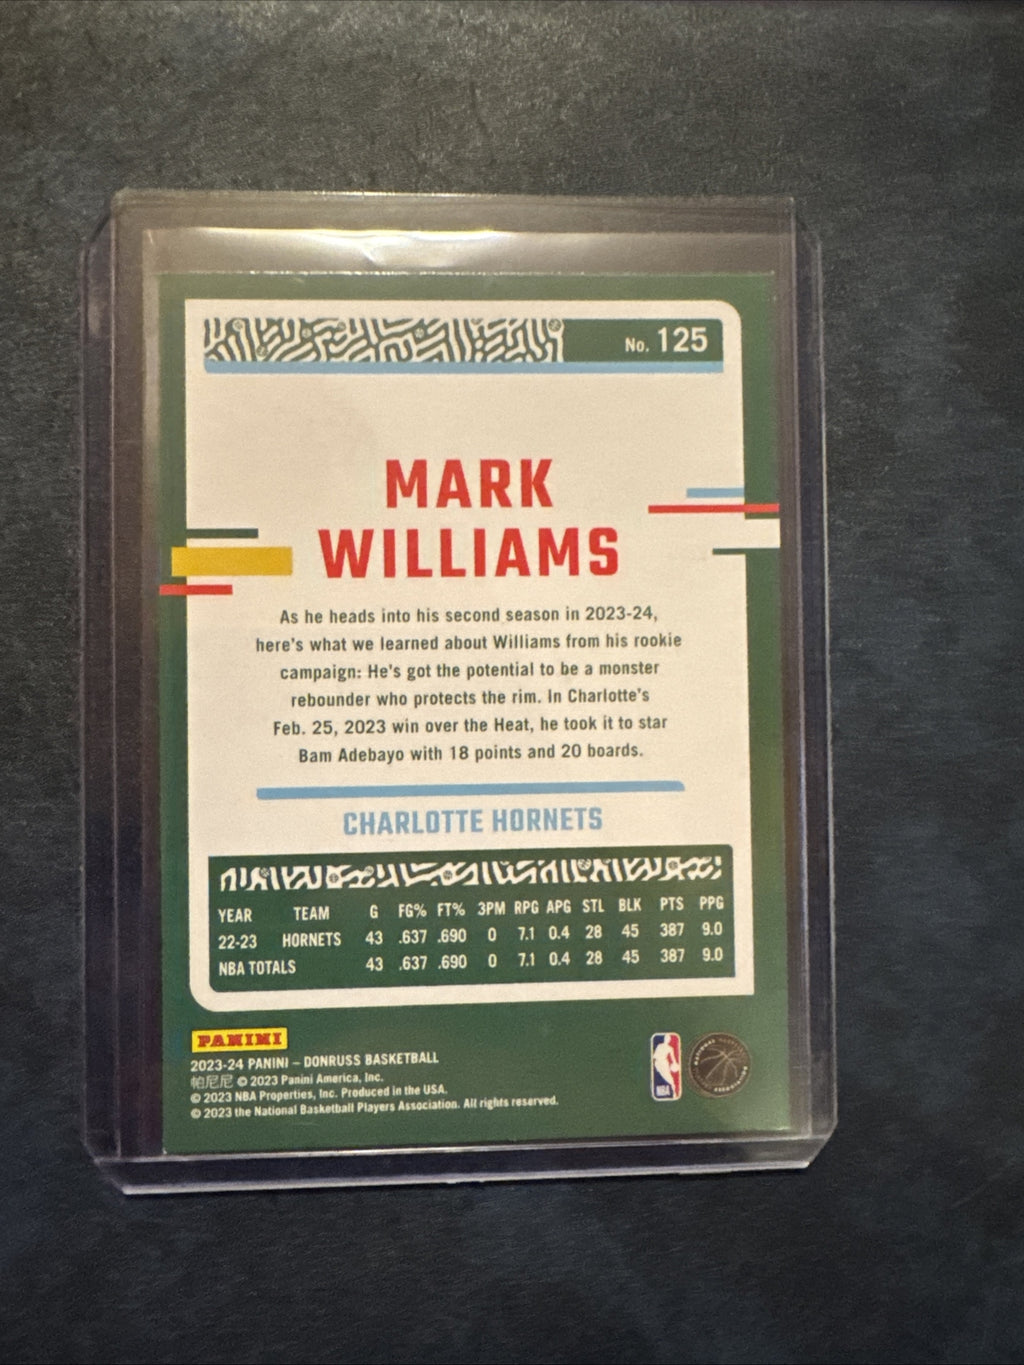 No. 125
MARK
WILLIAMS
As he heads into his second season in 2023-24,
here's what we learned about Williams from his rookie
campaign: He's got the potential to be a monster
rebounder who protects the rim. In Charlotte's
Feb. 25, 2023 win over the Heat, he took it to star
Bam Adebayo with 18 points and 20 boards.
CHARLOTTE HORNETS
YEAR TEAM G FG% FT% 3PM RPG APG STL BLK PTS PPG
22-23 HORNETS 43 .637 .690 0 7.1 0.4 28 45 387 9.0
NBA TOTALS 43 .637 .690 0 7.1 0.4 28 45 387 9.0
PANINI
2023-24 PANINI – DONRUSS BASKETBALL
帕尼尼 © 2023 Panini America, Inc.
© 2023 NBA Properties, Inc. Produced in the USA.
© 2023 the National Basketball Players Association. All rights reserved.
NBA